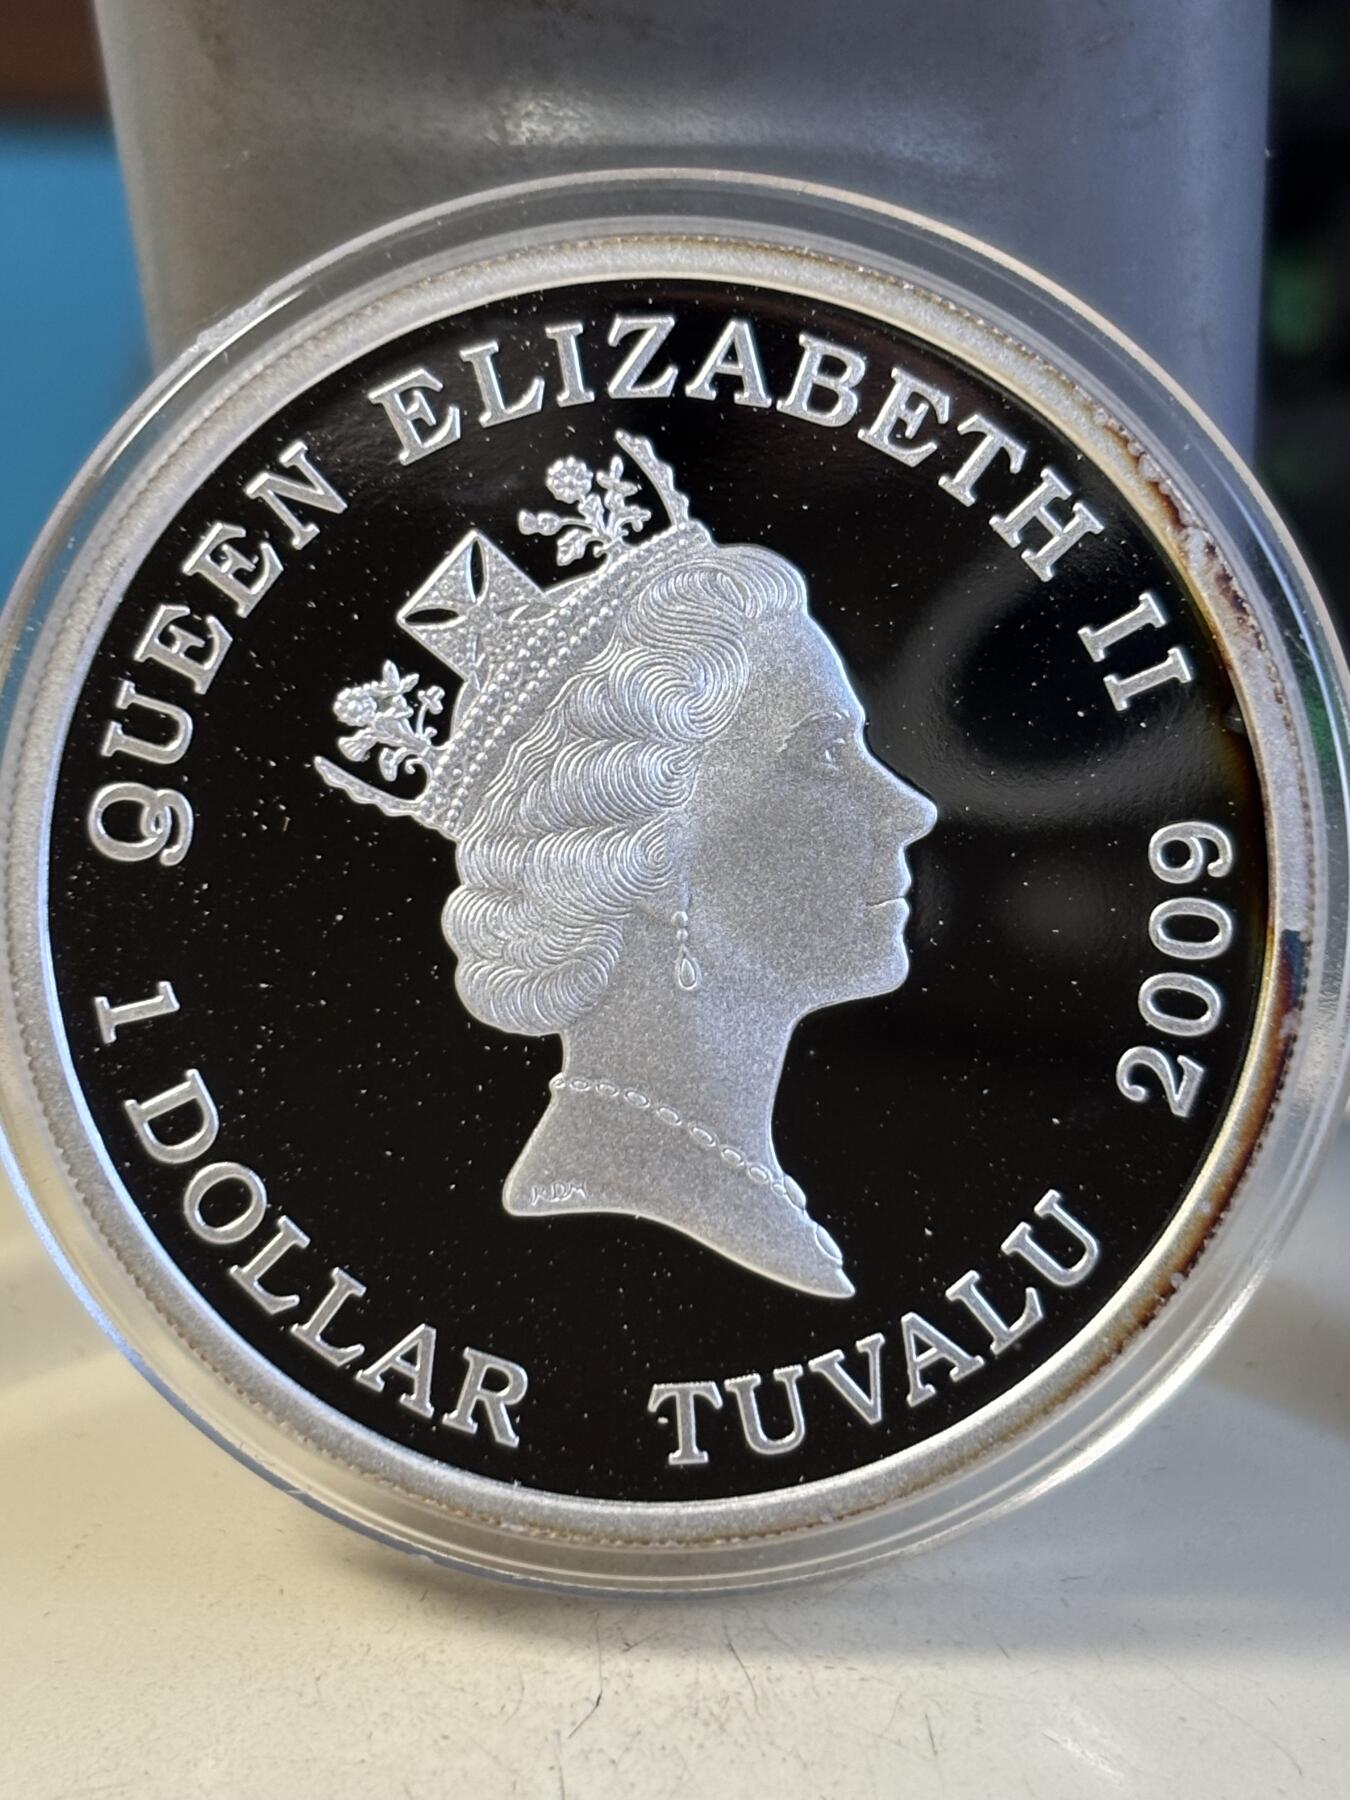 QUEEN ELIZABETH II
2009
1 DOLLAR TUVALU
RDM